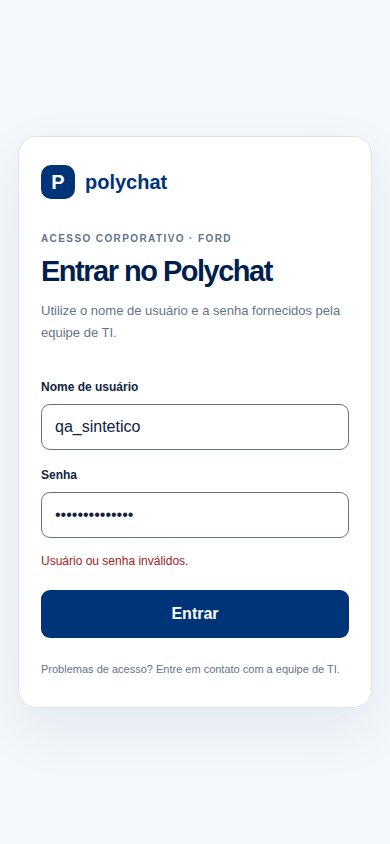 P polychat
ACESSO CORPORATIVO · FORD
Entrar no Polychat
Utilize o nome de usuário e a senha fornecidos pela
equipe de TI.
Nome de usuário
qa_sintetico
Senha
••••••••••••••
Usuário ou senha inválidos.
Entrar
Problemas de acesso? Entre em contato com a equipe de TI.